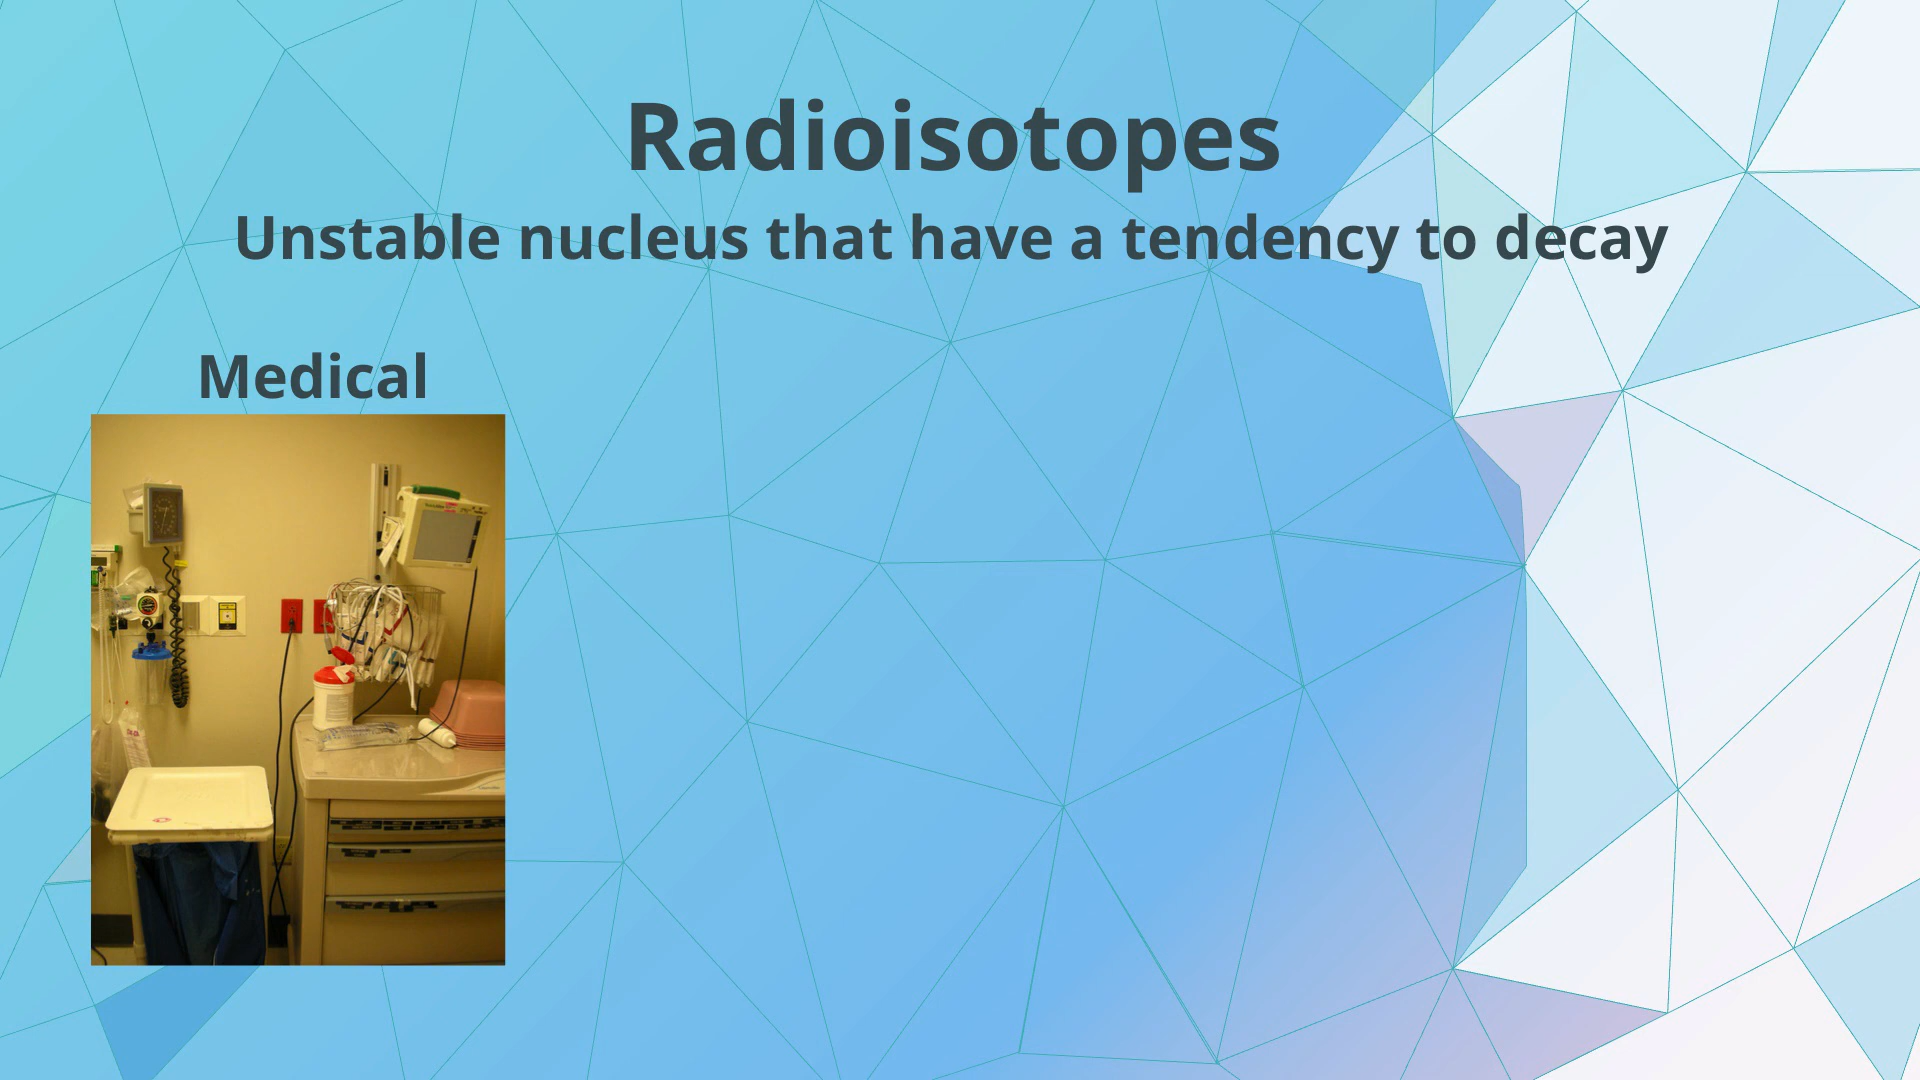 Radioisotopes
Unstable nucleus that have a tendency to decay
Medical